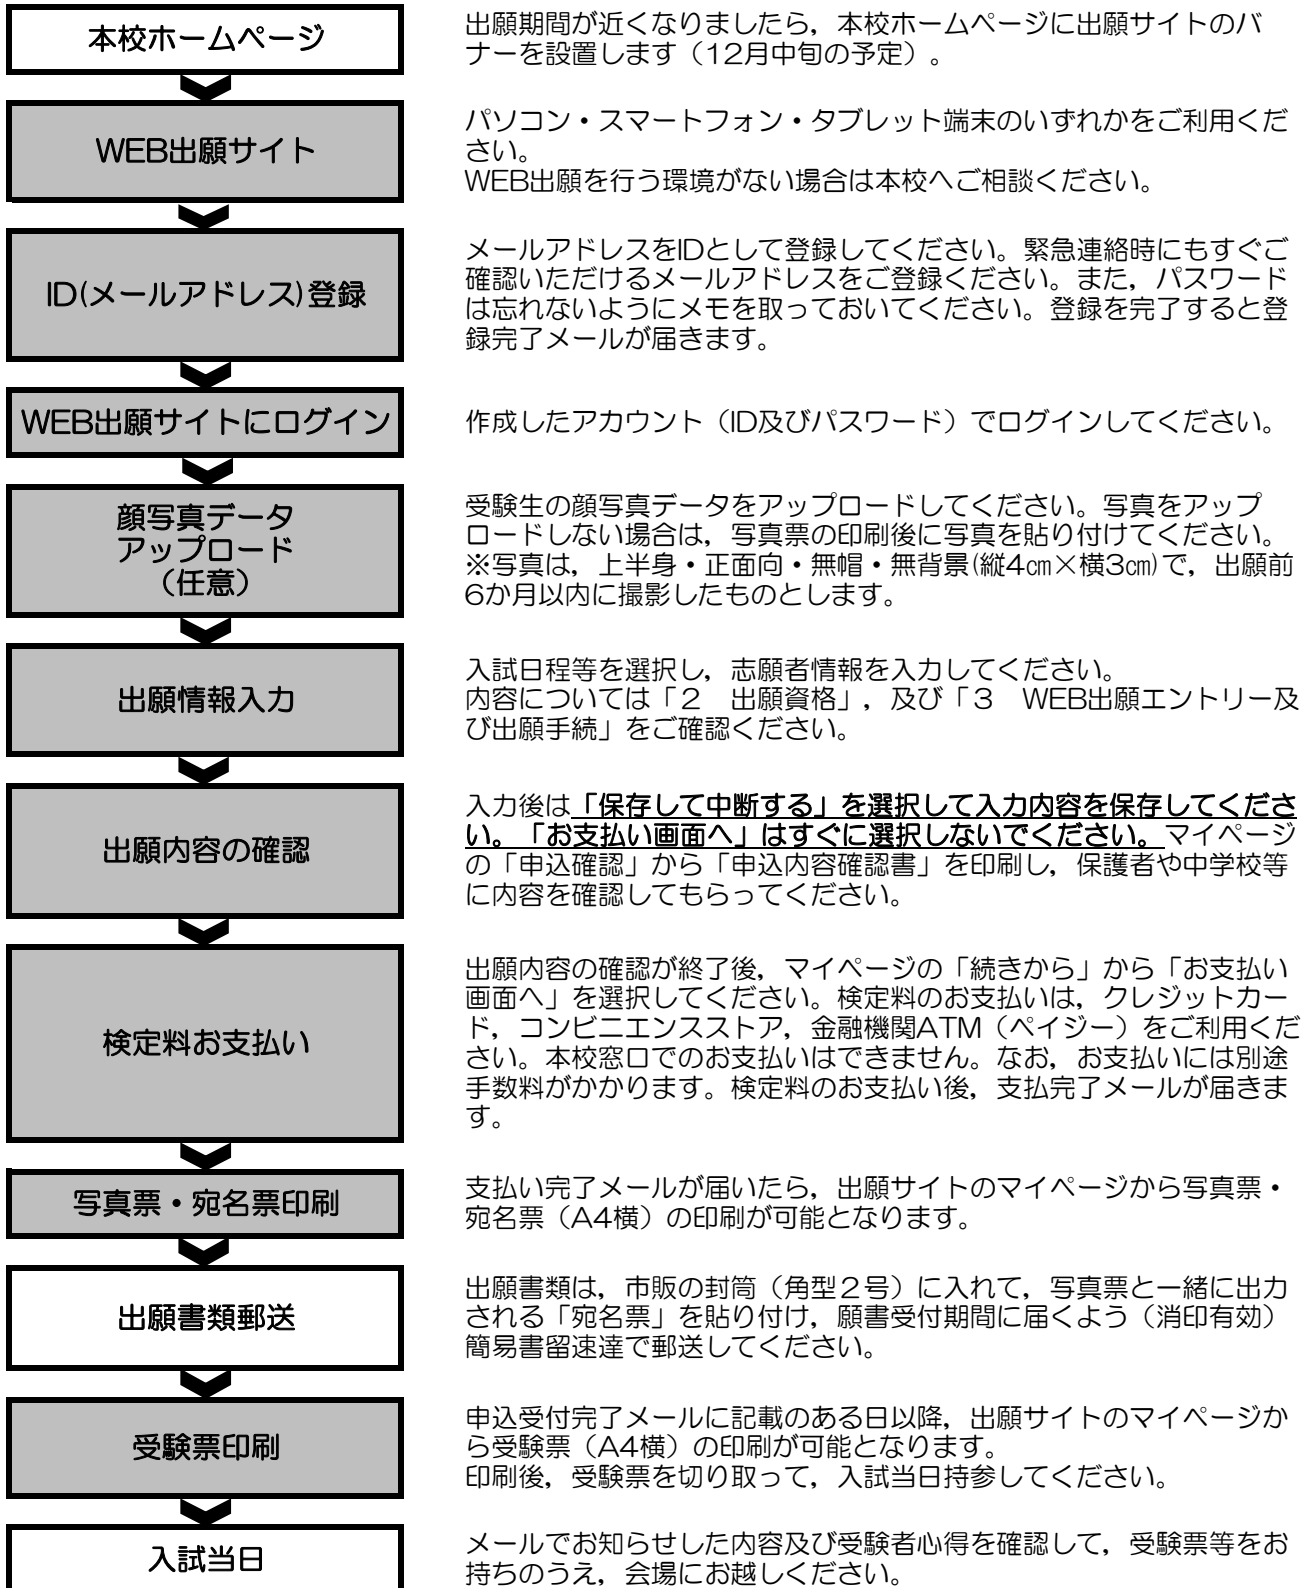 本校ホームページ
出願期間が近くなりましたら，本校ホームページに出願サイトのバ
ナーを設置します（12月中旬の予定）。
WEB出願サイト
パソコン・スマートフォン・タブレット端末のいずれかをご利用くだ
さい。
WEB出願を行う環境がない場合は本校へご相談ください。
ID(メールアドレス)登録
メールアドレスをIDとして登録してください。緊急連絡時にもすぐご
確認いただけるメールアドレスをご登録ください。また，パスワード
は忘れないようにメモを取っておいてください。登録を完了すると登
録完了メールが届きます。
WEB出願サイトにログイン
作成したアカウント（ID及びパスワード）でログインしてください。
顔写真データ
アップロード
（任意）
受験生の顔写真データをアップロードしてください。写真をアップ
ロードしない場合は，写真票の印刷後に写真を貼り付けてください。
※写真は，上半身・正面向・無帽・無背景(縦4㎝×横3㎝)で，出願前
6か月以内に撮影したものとします。
出願情報入力
入試日程等を選択し，志願者情報を入力してください。
内容については「２　出願資格」，及び「３　WEB出願エントリー及
び出願手続」をご確認ください。
出願内容の確認
入力後は「保存して中断する」を選択して入力内容を保存してくださ
い。「お支払い画面へ」はすぐに選択しないでください。マイページ
の「申込確認」から「申込内容確認書」を印刷し，保護者や中学校等
に内容を確認してもらってください。
検定料お支払い
出願内容の確認が終了後，マイページの「続きから」から「お支払い
画面へ」を選択してください。検定料のお支払いは，クレジットカー
ド，コンビニエンスストア，金融機関ATM（ペイジー）をご利用くだ
さい。本校窓口でのお支払いはできません。なお，お支払いには別途
手数料がかかります。検定料のお支払い後，支払完了メールが届きま
す。
写真票・宛名票印刷
支払い完了メールが届いたら，出願サイトのマイページから写真票・
宛名票（A4横）の印刷が可能となります。
出願書類郵送
出願書類は，市販の封筒（角型２号）に入れて，写真票と一緒に出力
される「宛名票」を貼り付け，願書受付期間に届くよう（消印有効）
簡易書留速達で郵送してください。
受験票印刷
申込受付完了メールに記載のある日以降，出願サイトのマイページか
ら受験票（A4横）の印刷が可能となります。
印刷後，受験票を切り取って，入試当日持参してください。
入試当日
メールでお知らせした内容及び受験者心得を確認して，受験票等をお
持ちのうえ，会場にお越しください。